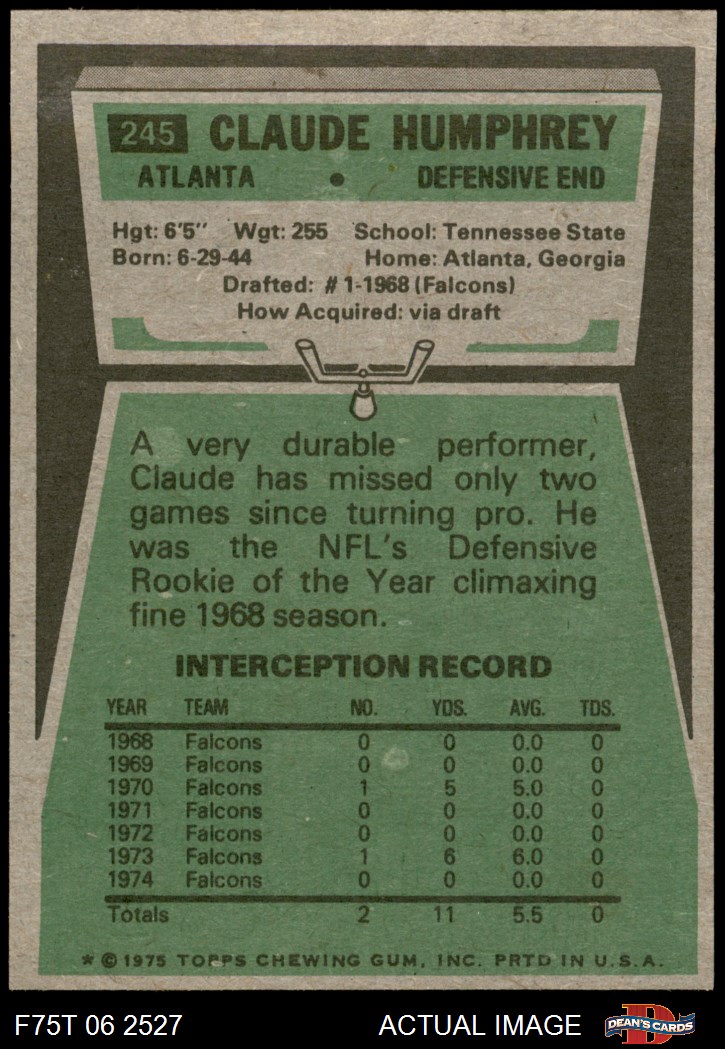 245 CLAUDE HUMPHREY
ATLANTA • DEFENSIVE END
Hgt: 6'5" Wgt: 255 School: Tennessee State
Born: 6-29-44 Home: Atlanta, Georgia
Drafted: #1-1968 (Falcons)
How Acquired: via draft
A very durable performer,
Claude has missed only two
games since turning pro. He
was the NFL's Defensive
Rookie of the Year climaxing
fine 1968 season.
INTERCEPTION RECORD
YEAR TEAM NO. YDS. AVG. TDS.
1968 Falcons 0 0 0.0 0
1969 Falcons 0 0 0.0 0
1970 Falcons 1 5 5.0 0
1971 Falcons 0 0 0.0 0
1972 Falcons 0 0 0.0 0
1973 Falcons 1 6 6.0 0
1974 Falcons 0 0 0.0 0
Totals 2 11 5.5 0
* © 1975 TOPPS CHEWING GUM, INC. PRTD IN U.S.A.
F75T 06 2527 ACTUAL IMAGE DEAN'S CARDS